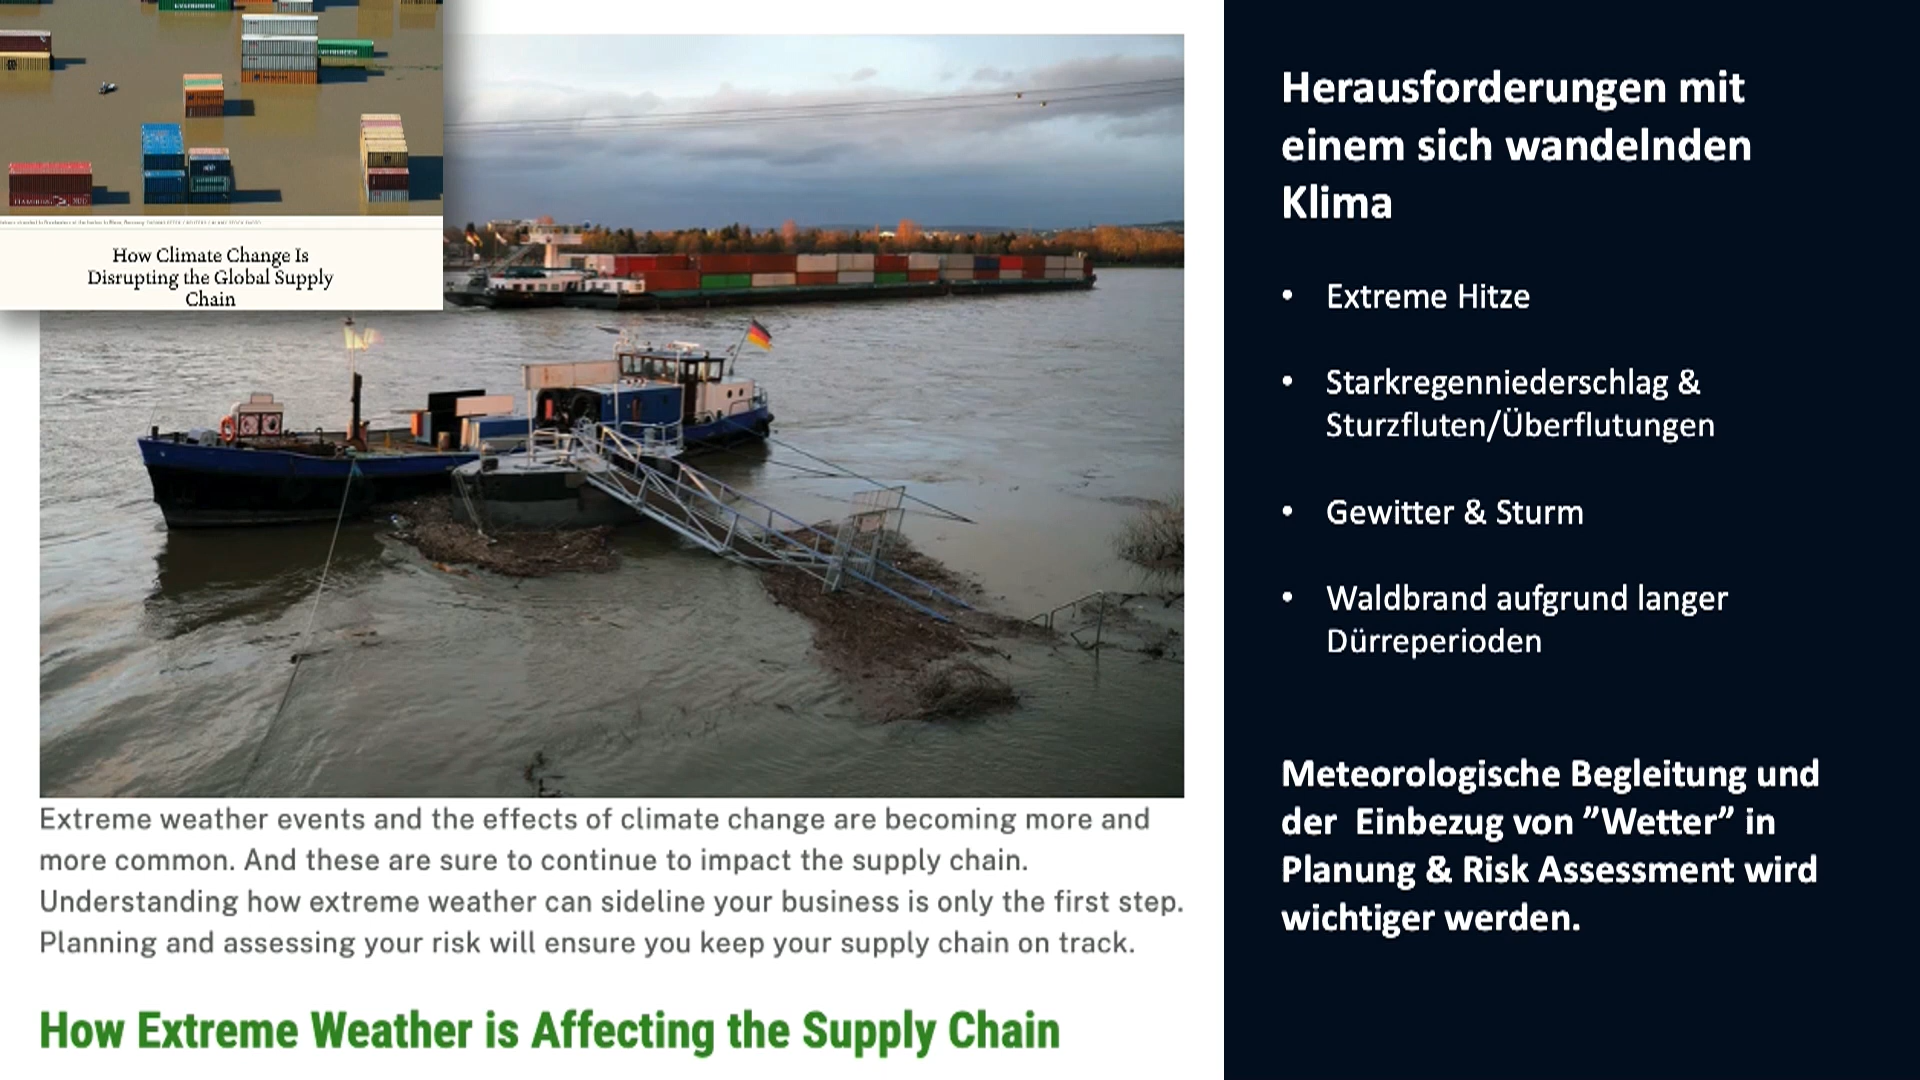 How Climate Change Is
Disrupting the Global Supply
Chain
Extreme weather events and the effects of climate change are becoming more and
more common. And these are sure to continue to impact the supply chain.
Understanding how extreme weather can sideline your business is only the first step.
Planning and assessing your risk will ensure you keep your supply chain on track.
How Extreme Weather is Affecting the Supply Chain
Herausforderungen mit
einem sich wandelnden
Klima
• Extreme Hitze
• Starkregenniederschlag &
Sturzfluten/Überflutungen
• Gewitter & Sturm
• Waldbrand aufgrund langer
Dürreperioden
Meteorologische Begleitung und
der  Einbezug von ”Wetter” in
Planung & Risk Assessment wird
wichtiger werden.